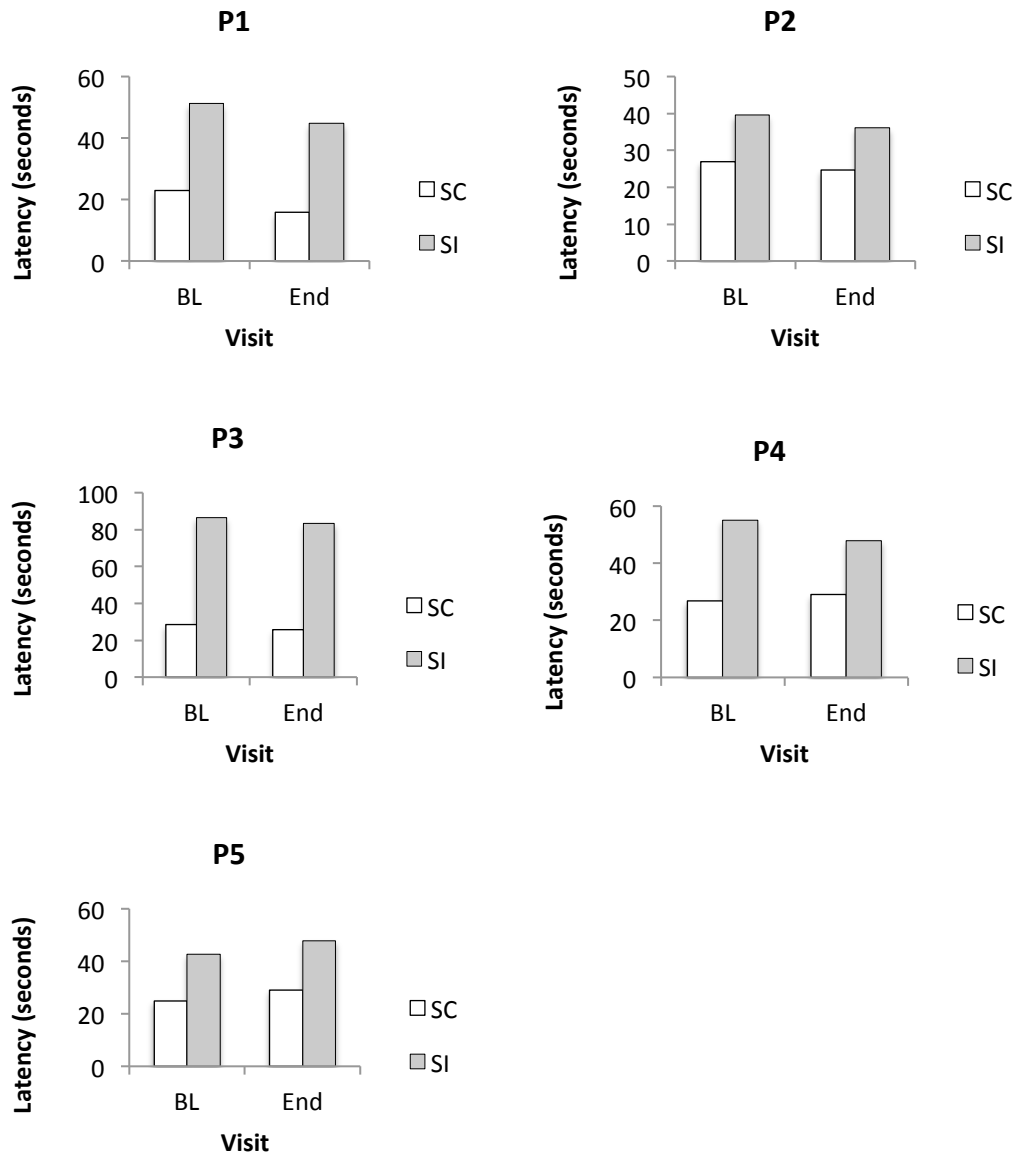 P1
Latency (seconds)
60
40
20
0
BL
End
Visit
SC
SI
P2
Latency (seconds)
50
40
30
20
10
0
BL
End
Visit
SC
SI
P3
Latency (seconds)
100
80
60
40
20
0
BL
End
Visit
SC
SI
P4
Latency (seconds)
60
40
20
0
BL
End
Visit
SC
SI
P5
Latency (seconds)
60
40
20
0
BL
End
Visit
SC
SI